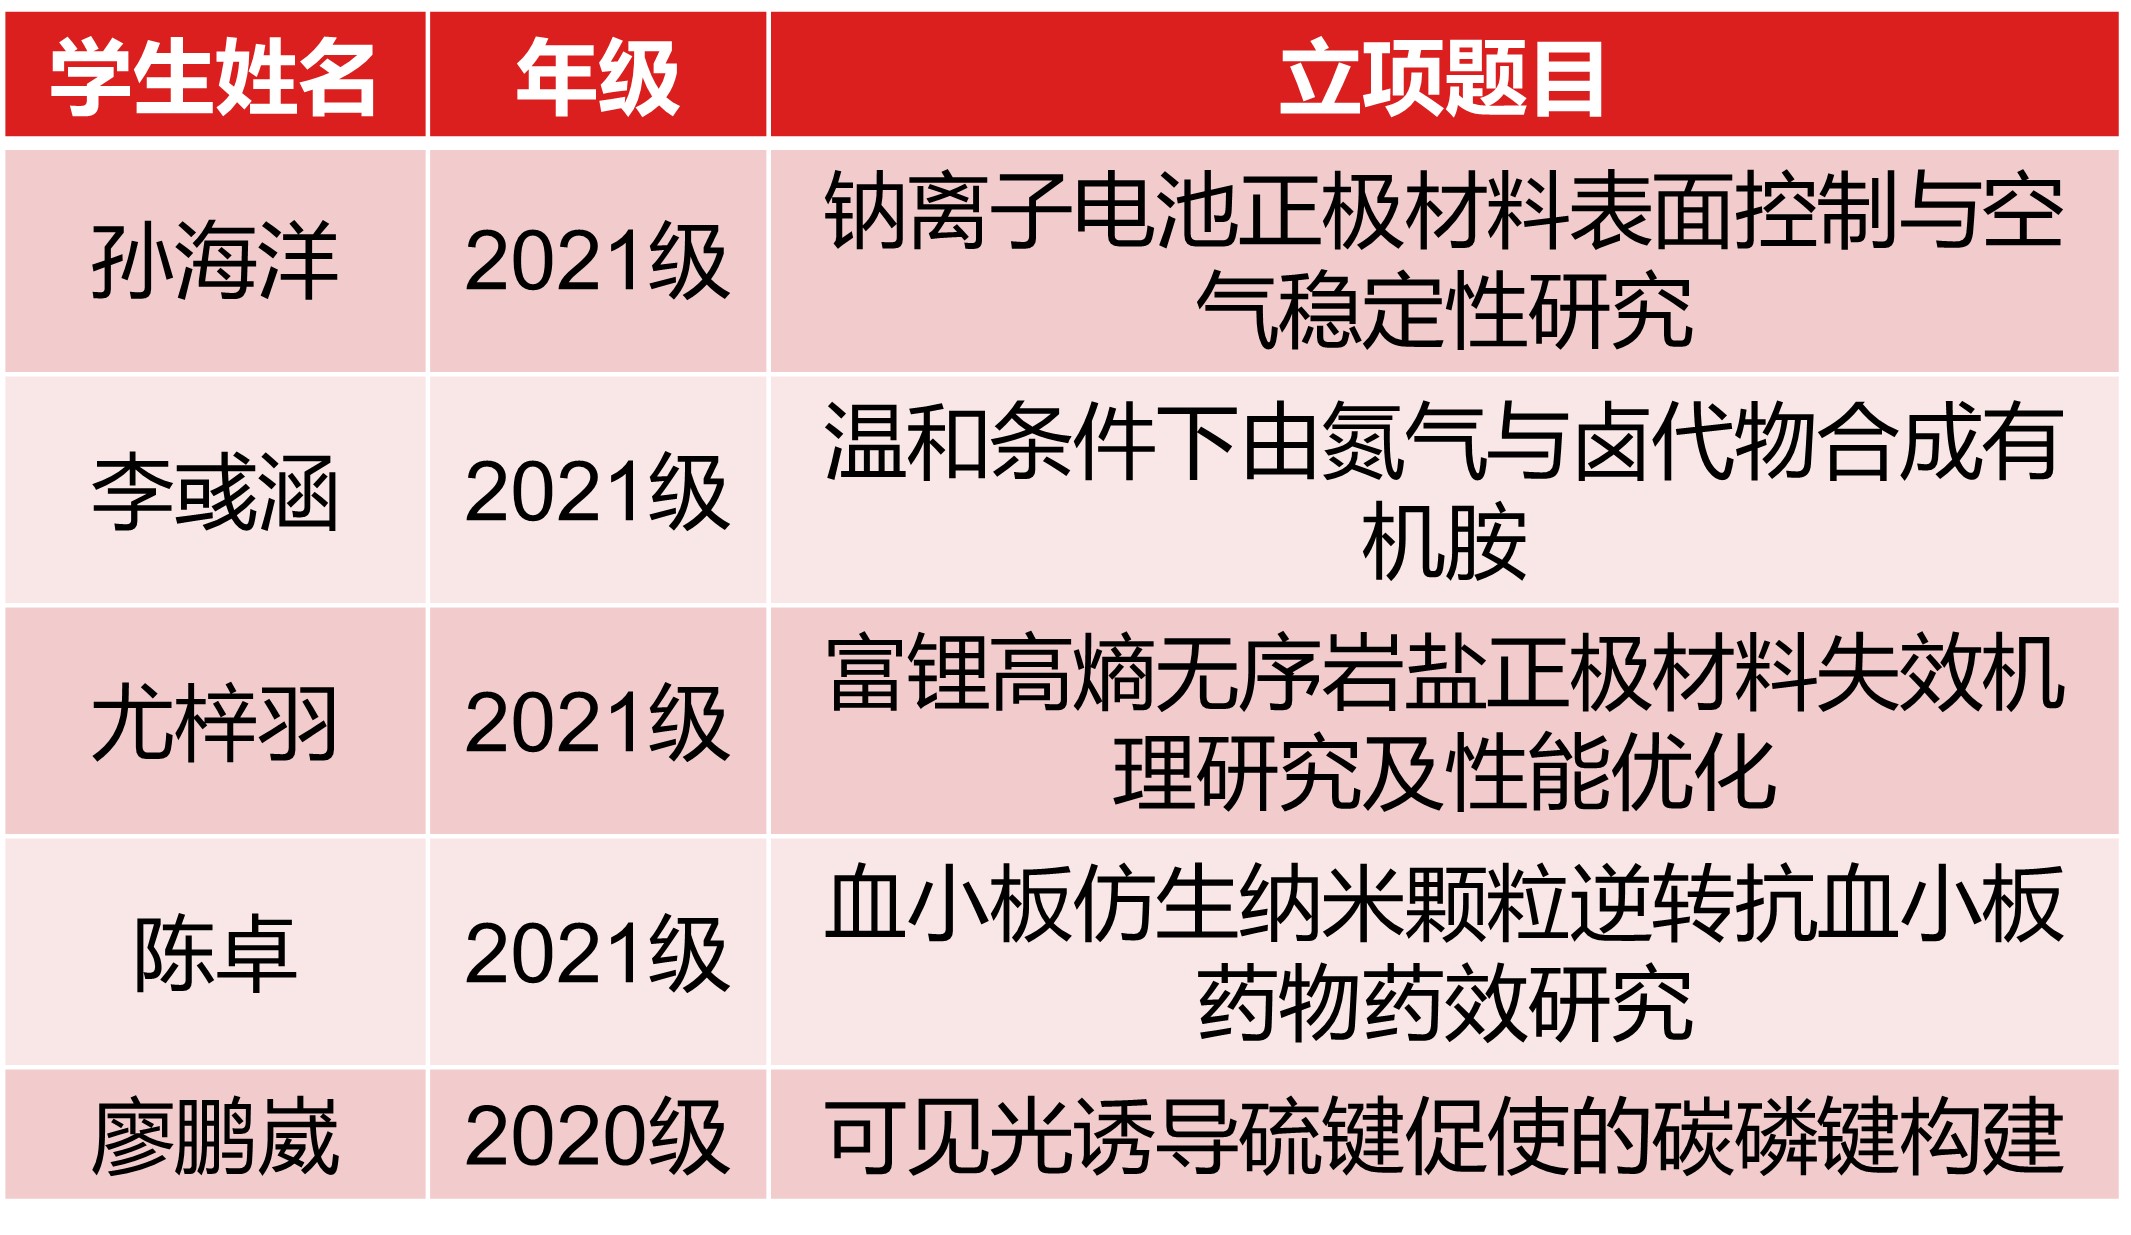 学生姓名 年级 立项题目
孙海洋 2021级 钠离子电池正极材料表面控制与空
气稳定性研究
李彧涵 2021级 温和条件下由氮气与卤代物合成有
机胺
尤梓羽 2021级 富锂高熵无序岩盐正极材料失效机
理研究及性能优化
陈卓 2021级 血小板仿生纳米颗粒逆转抗血小板
药物药效研究
廖鹏崴 2020级 可见光诱导硫键促使的碳磷键构建